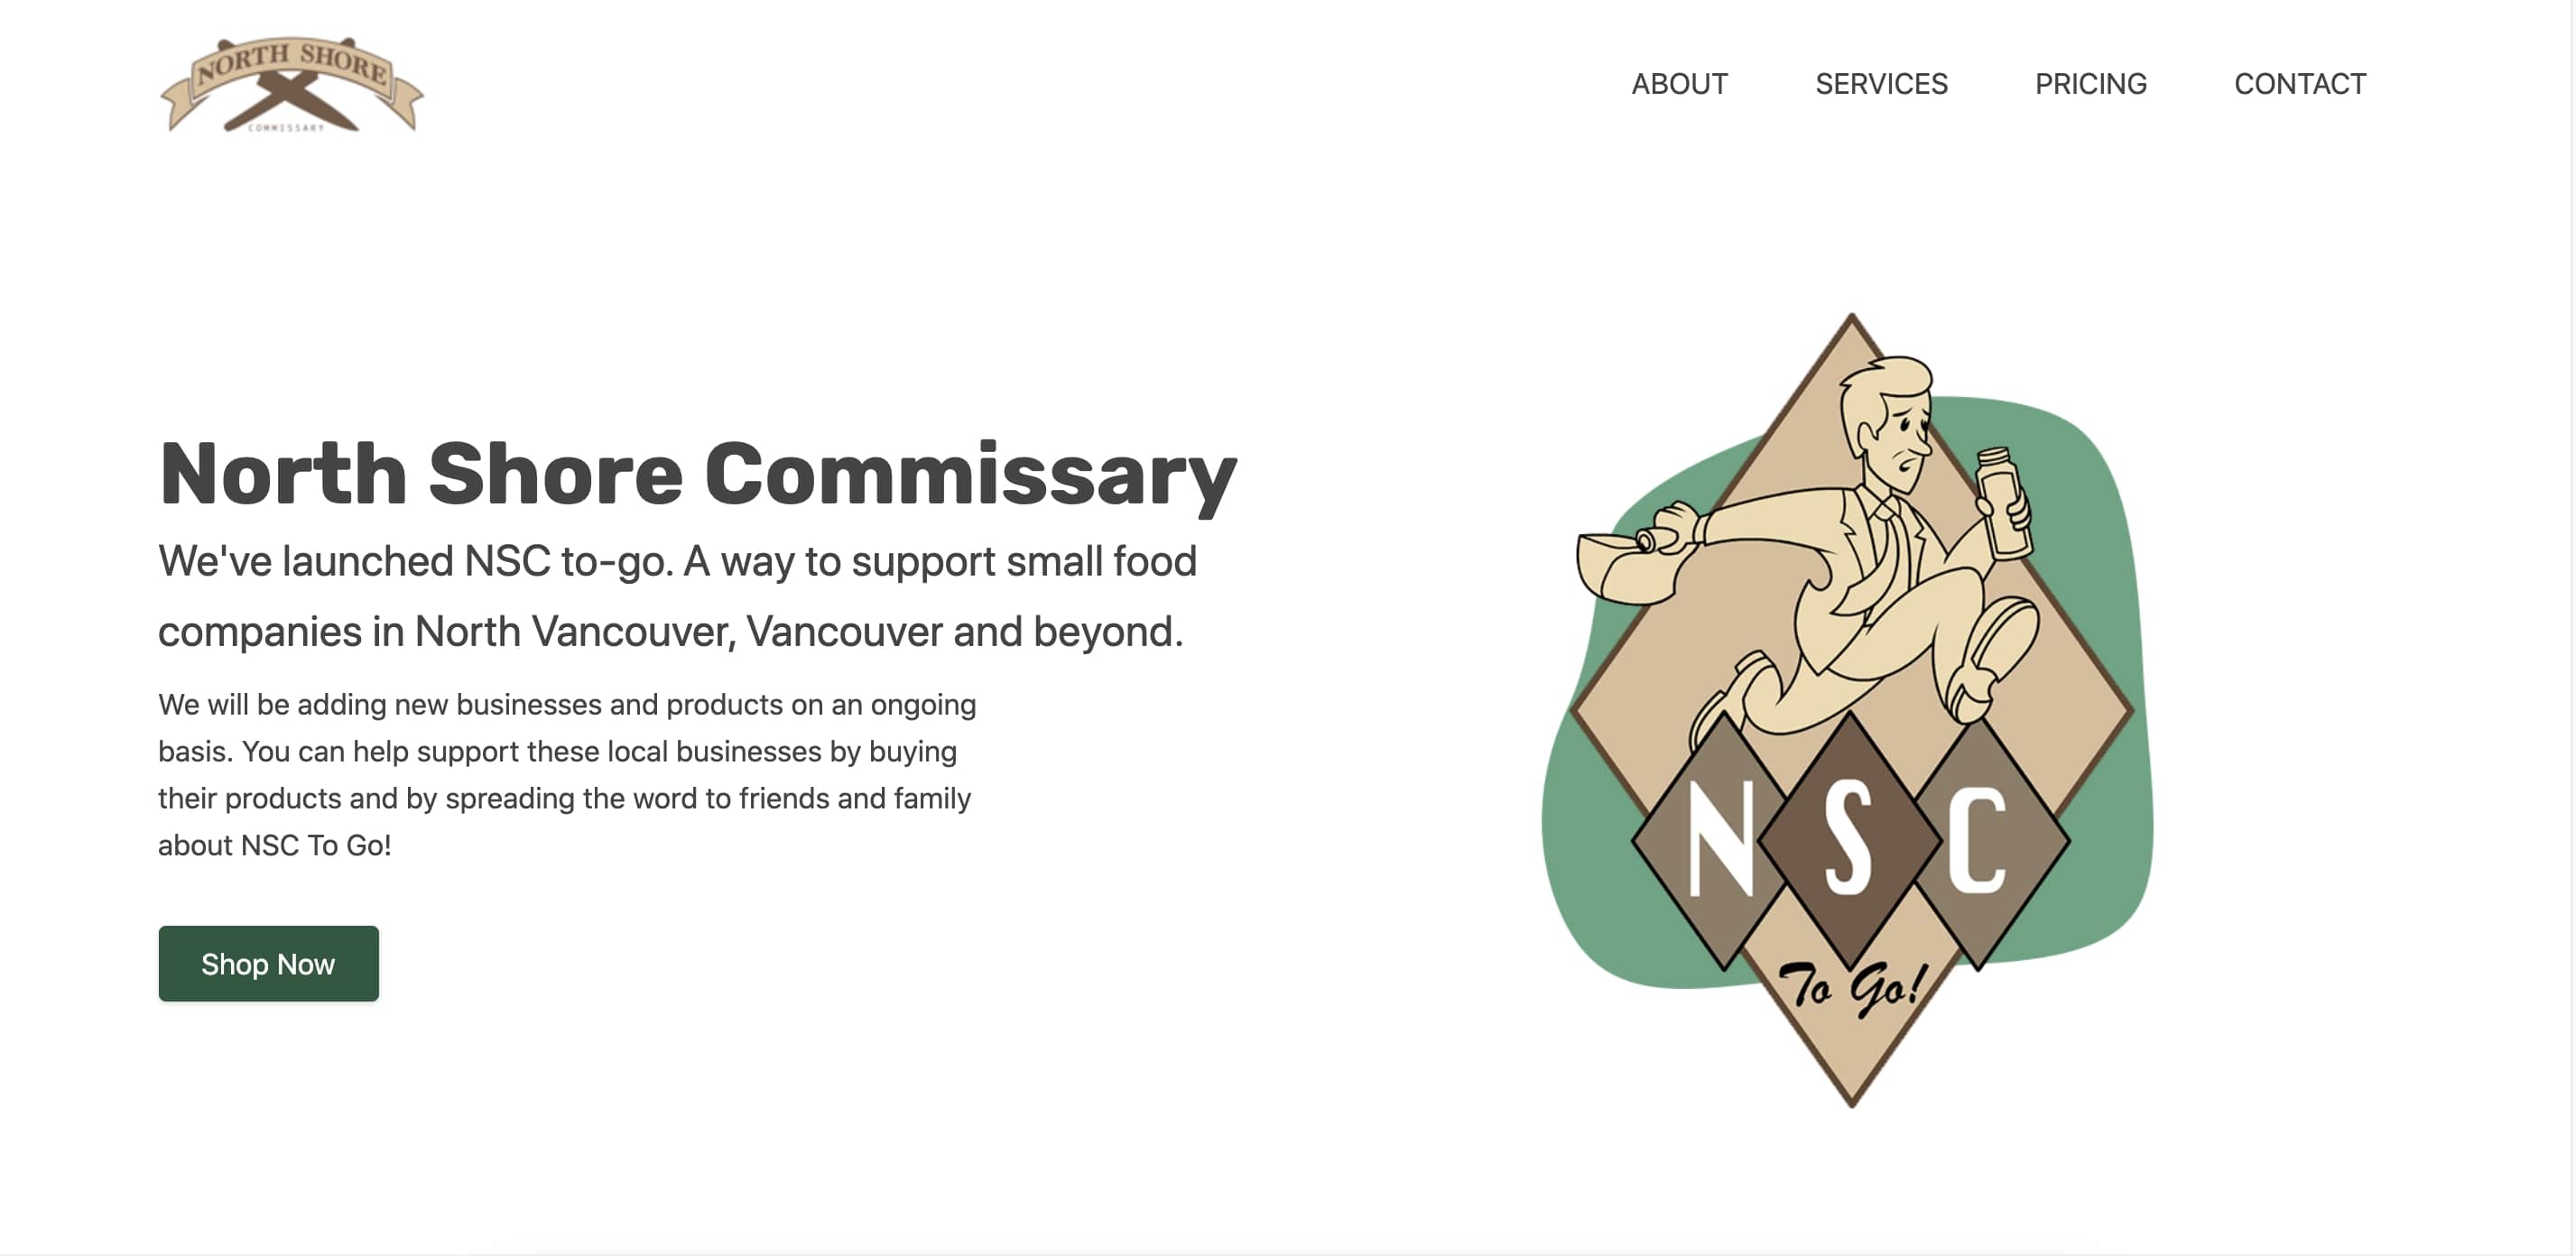 NORTH SHORE
COMMISSARY
ABOUT SERVICES PRICING CONTACT
North Shore Commissary
We've launched NSC to-go. A way to support small food
companies in North Vancouver, Vancouver and beyond.
We will be adding new businesses and products on an ongoing
basis. You can help support these local businesses by buying
their products and by spreading the word to friends and family
about NSC To Go!
Shop Now
NSC
To Go!